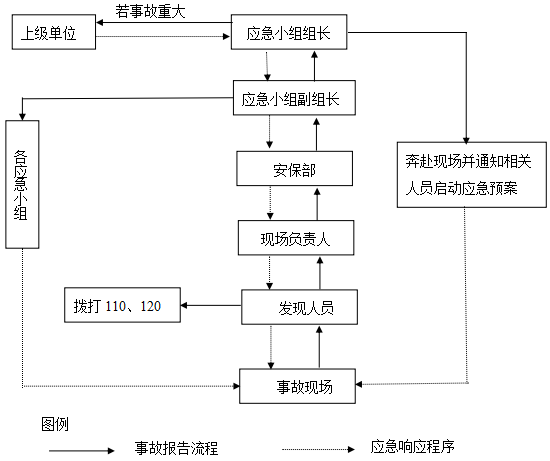 若事故重大
上级单位
应急小组组长
应急小组副组长
各应急小组
安保部
奔赴现场并通知相关
人员启动应急预案
现场负责人
拨打 110、120
发现人员
事故现场
图例
事故报告流程
应急响应程序